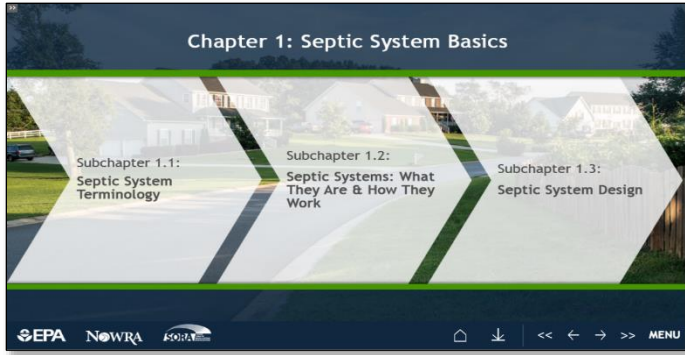 Chapter 1: Septic System Basics
Subchapter 1.1:
Septic System
Terminology
Subchapter 1.2:
Septic Systems: What
They Are & How They
Work
Subchapter 1.3:
Septic System Design
EPA NOWRA SORA << ← → >> MENU